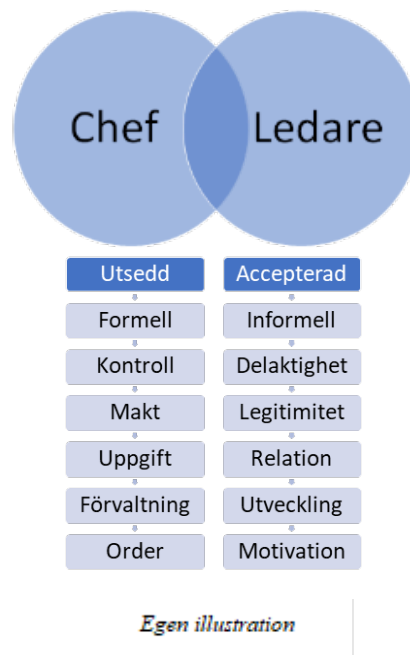 Chef Ledare
Utsedd Accepterad
Formell Informell
Kontroll Delaktighet
Makt Legitimitet
Uppgift Relation
Förvaltning Utveckling
Order Motivation
Egen illustration